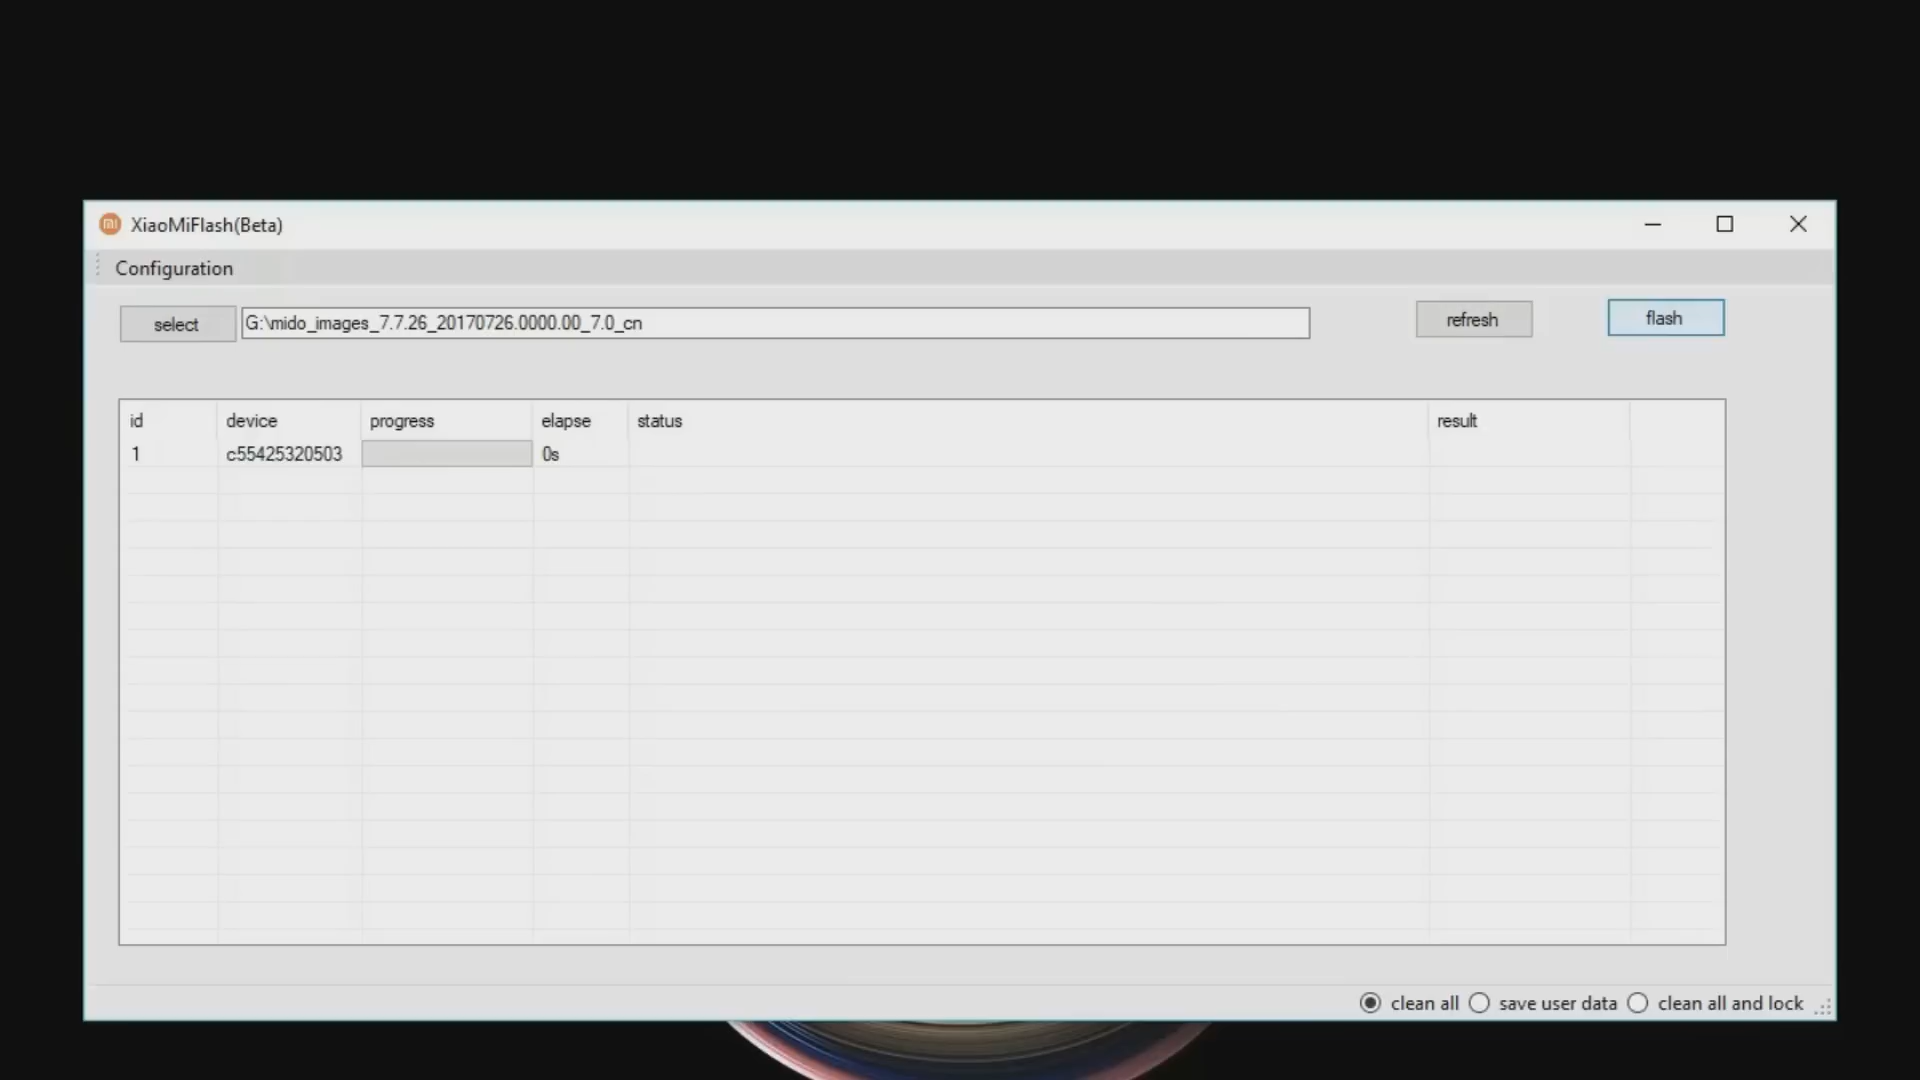 XiaoMiFlash(Beta)
Configuration
select G:\mido_images_7.7.26_20170726.0000.00_7.0_cn refresh flash
id device progress elapse status result
1 c55425320503 0s
clean all save user data clean all and lock